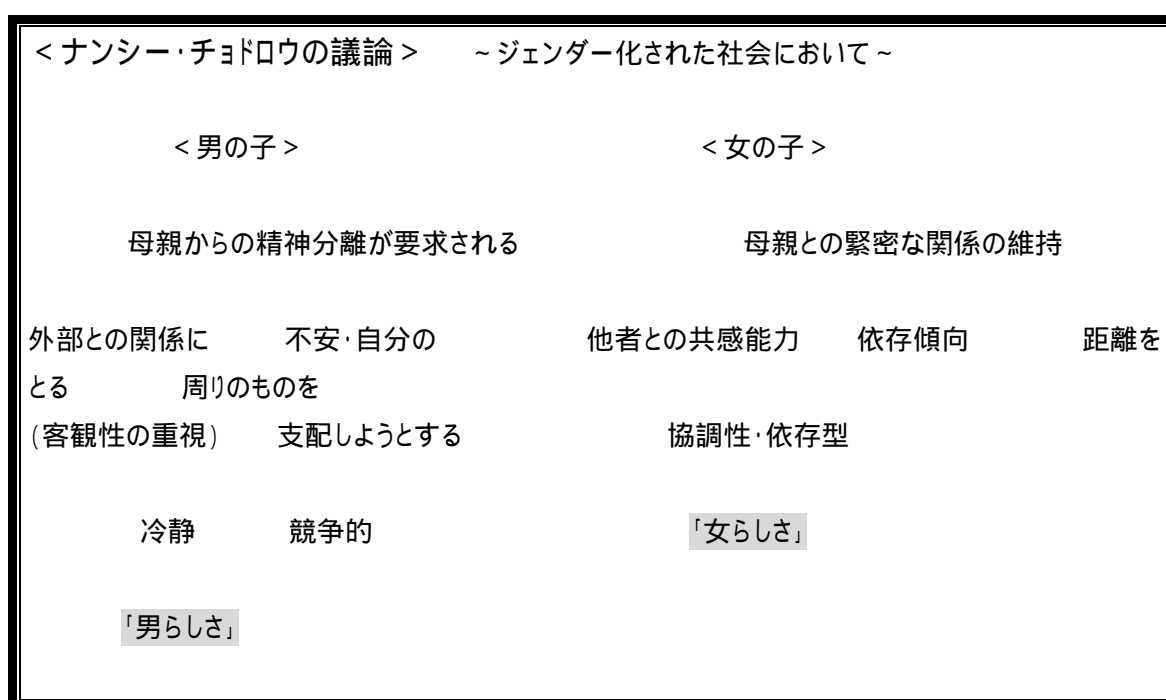 <ナンシー・チョドロウの議論> ~ジェンダー化された社会において~
<男の子> <女の子>
母親からの精神分離が要求される 母親との緊密な関係の維持
外部との関係に 不安・自分の 他者との共感能力 依存傾向 距離を
とる 周りのものを
(客観性の重視) 支配しようとする 協調性・依存型
冷静 競争的 「女らしさ」
「男らしさ」